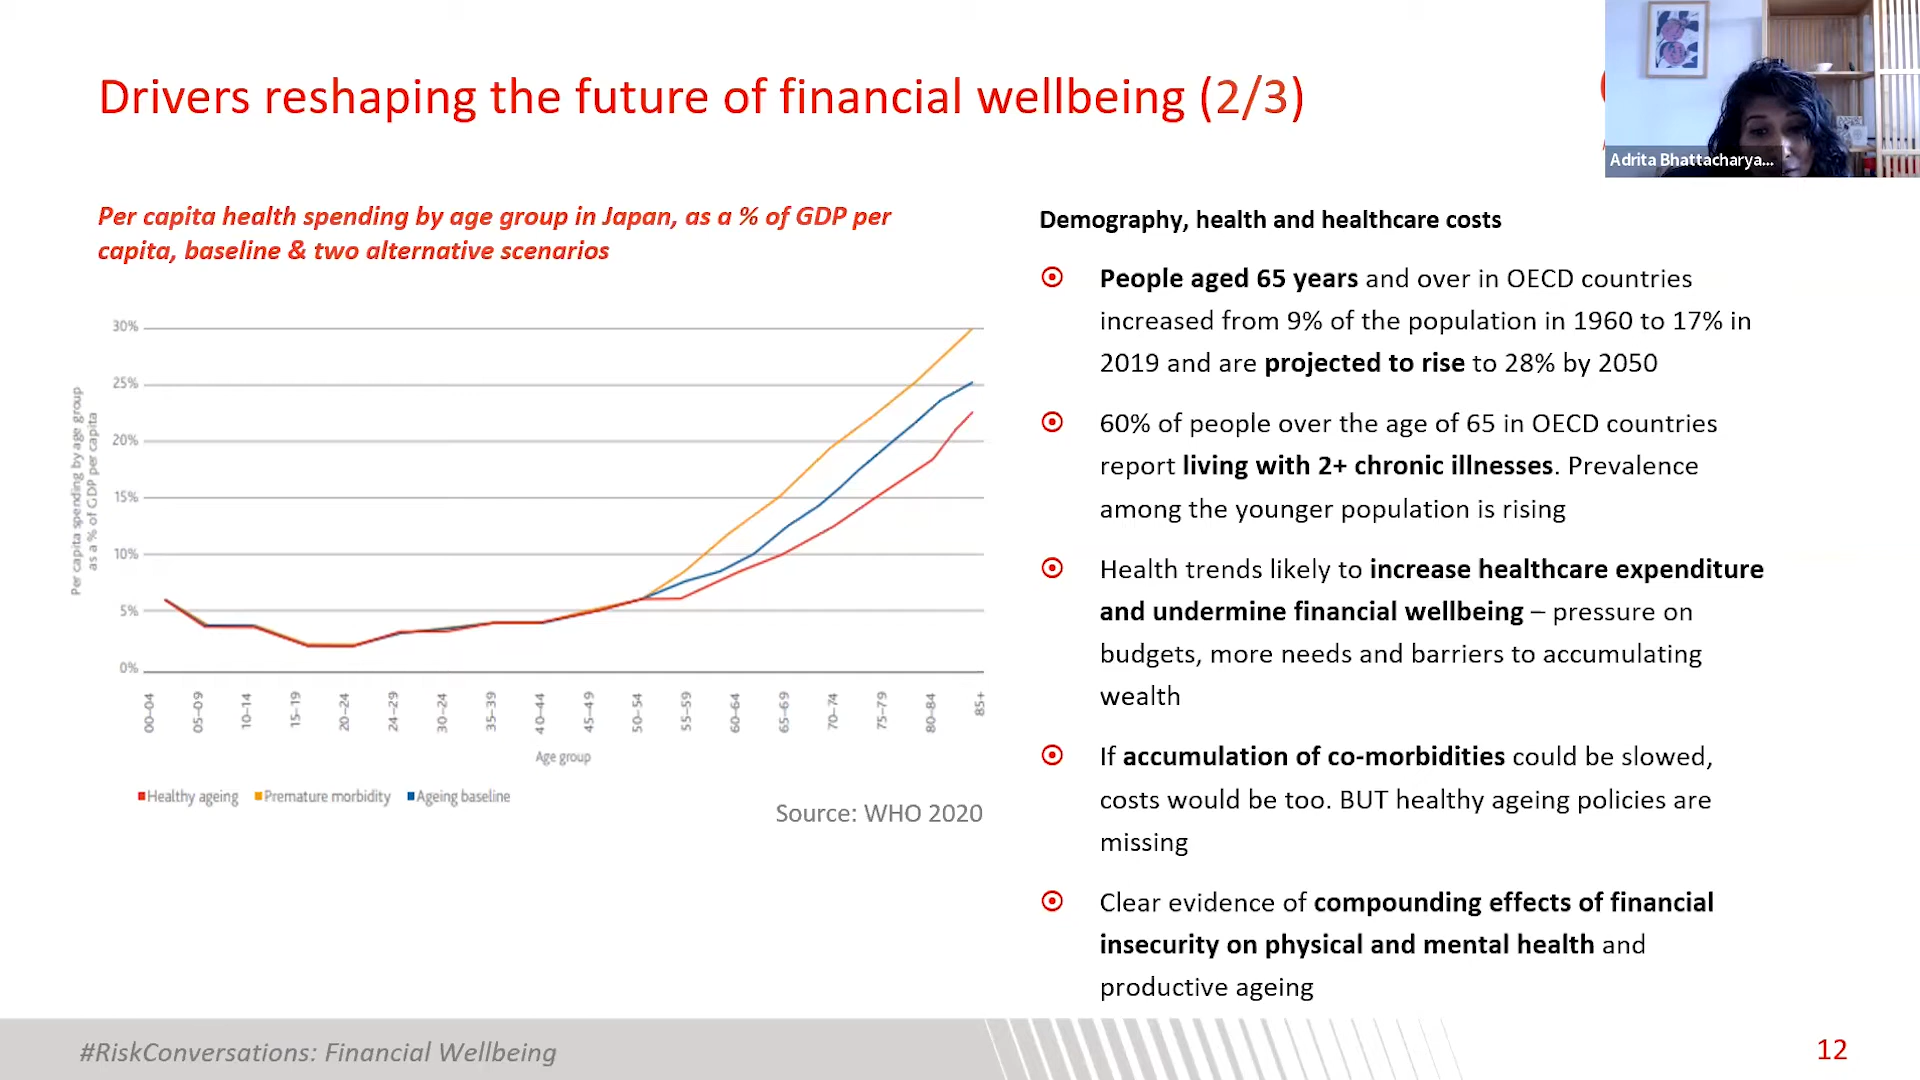 Drivers reshaping the future of financial wellbeing (2/3)
Adrita Bhattacharya...
Per capita health spending by age group in Japan, as a % of GDP per
capita, baseline & two alternative scenarios
Per capita spending by age group
as a % of GDP per capita
30%
25%
20%
15%
10%
5%
0%
00–04
05–09
10–14
15–19
20–24
24–29
30–24
35–39
40–44
45–49
50–54
55–59
60–64
65–69
70–74
75–79
80–84
85+
Age group
Healthy ageing
Premature morbidity
Ageing baseline
Source: WHO 2020
Demography, health and healthcare costs
People aged 65 years and over in OECD countries
increased from 9% of the population in 1960 to 17% in
2019 and are projected to rise to 28% by 2050
60% of people over the age of 65 in OECD countries
report living with 2+ chronic illnesses. Prevalence
among the younger population is rising
Health trends likely to increase healthcare expenditure
and undermine financial wellbeing – pressure on
budgets, more needs and barriers to accumulating
wealth
If accumulation of co-morbidities could be slowed,
costs would be too. BUT healthy ageing policies are
missing
Clear evidence of compounding effects of financial
insecurity on physical and mental health and
productive ageing
#RiskConversations: Financial Wellbeing
12